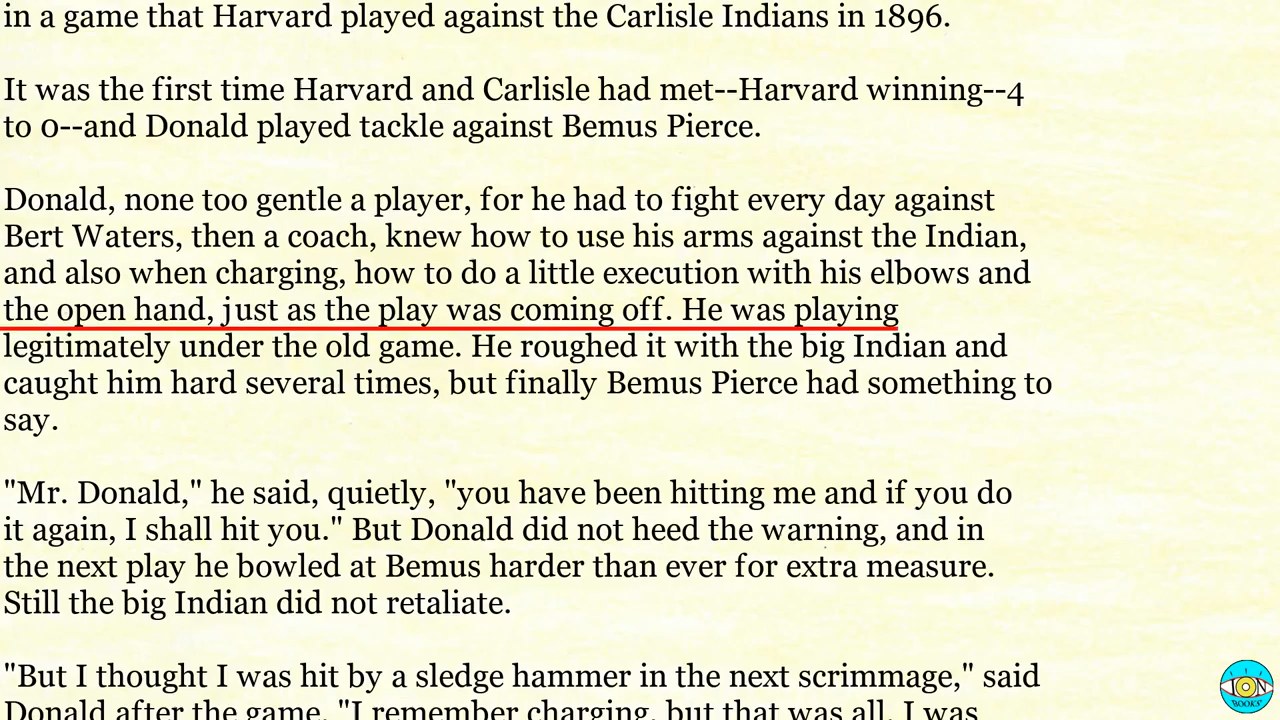 in a game that Harvard played against the Carlisle Indians in 1896.
It was the first time Harvard and Carlisle had met--Harvard winning--4
to 0--and Donald played tackle against Bemus Pierce.
Donald, none too gentle a player, for he had to fight every day against
Bert Waters, then a coach, knew how to use his arms against the Indian,
and also when charging, how to do a little execution with his elbows and
the open hand, just as the play was coming off. He was playing
legitimately under the old game. He roughed it with the big Indian and
caught him hard several times, but finally Bemus Pierce had something to
say.
"Mr. Donald," he said, quietly, "you have been hitting me and if you do
it again, I shall hit you." But Donald did not heed the warning, and in
the next play he bowled at Bemus harder than ever for extra measure.
Still the big Indian did not retaliate.
"But I thought I was hit by a sledge hammer in the next scrimmage," said
Donald after the game. "I remember charging, but that was all. I was
ION
BOOKS